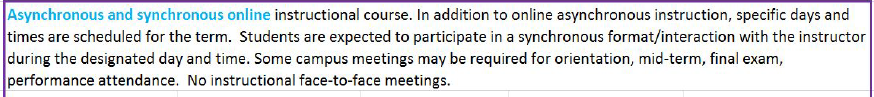 Asynchronous and synchronous online instructional course. In addition to online asynchronous instruction, specific days and
times are scheduled for the term.  Students are expected to participate in a synchronous format/interaction with the instructor
during the designated day and time. Some campus meetings may be required for orientation, mid-term, final exam,
performance attendance.  No instructional face-to-face meetings.